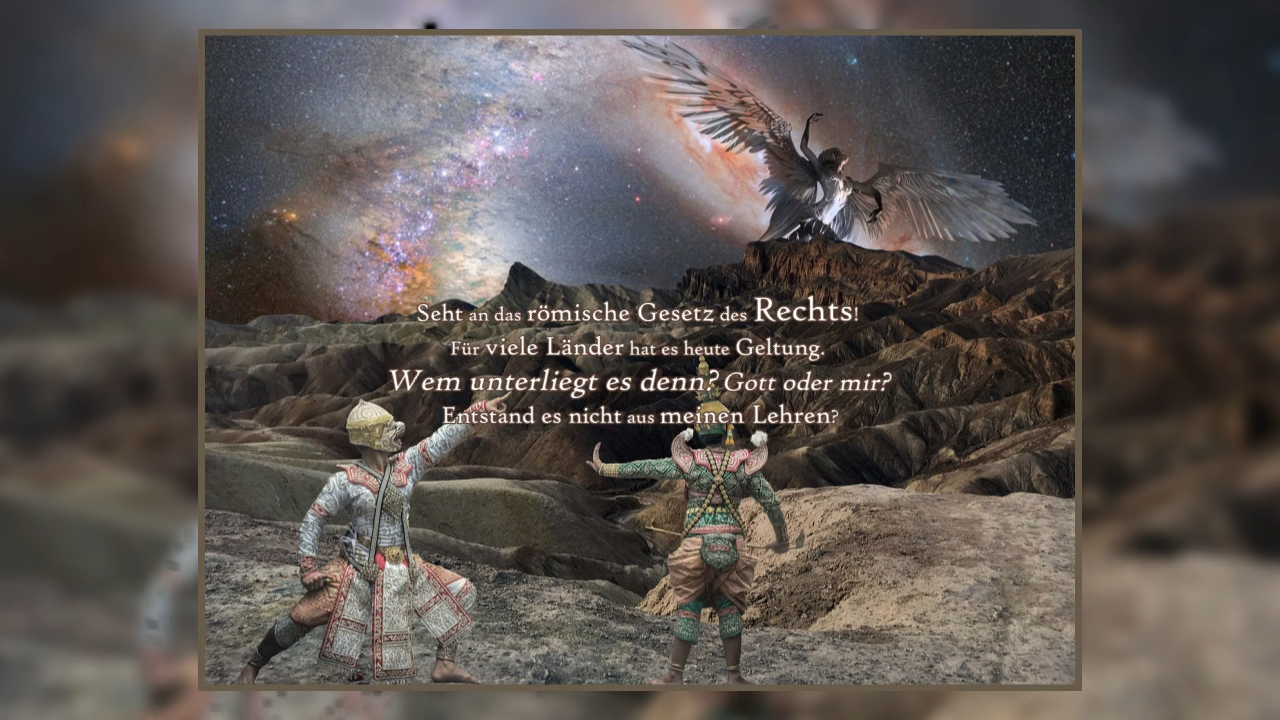 Seht an das römische Gesetz des Rechts!
Für viele Länder hat es heute Geltung.
Wem unterliegt es denn? Gott oder mir?
Entstand es nicht aus meinen Lehren?